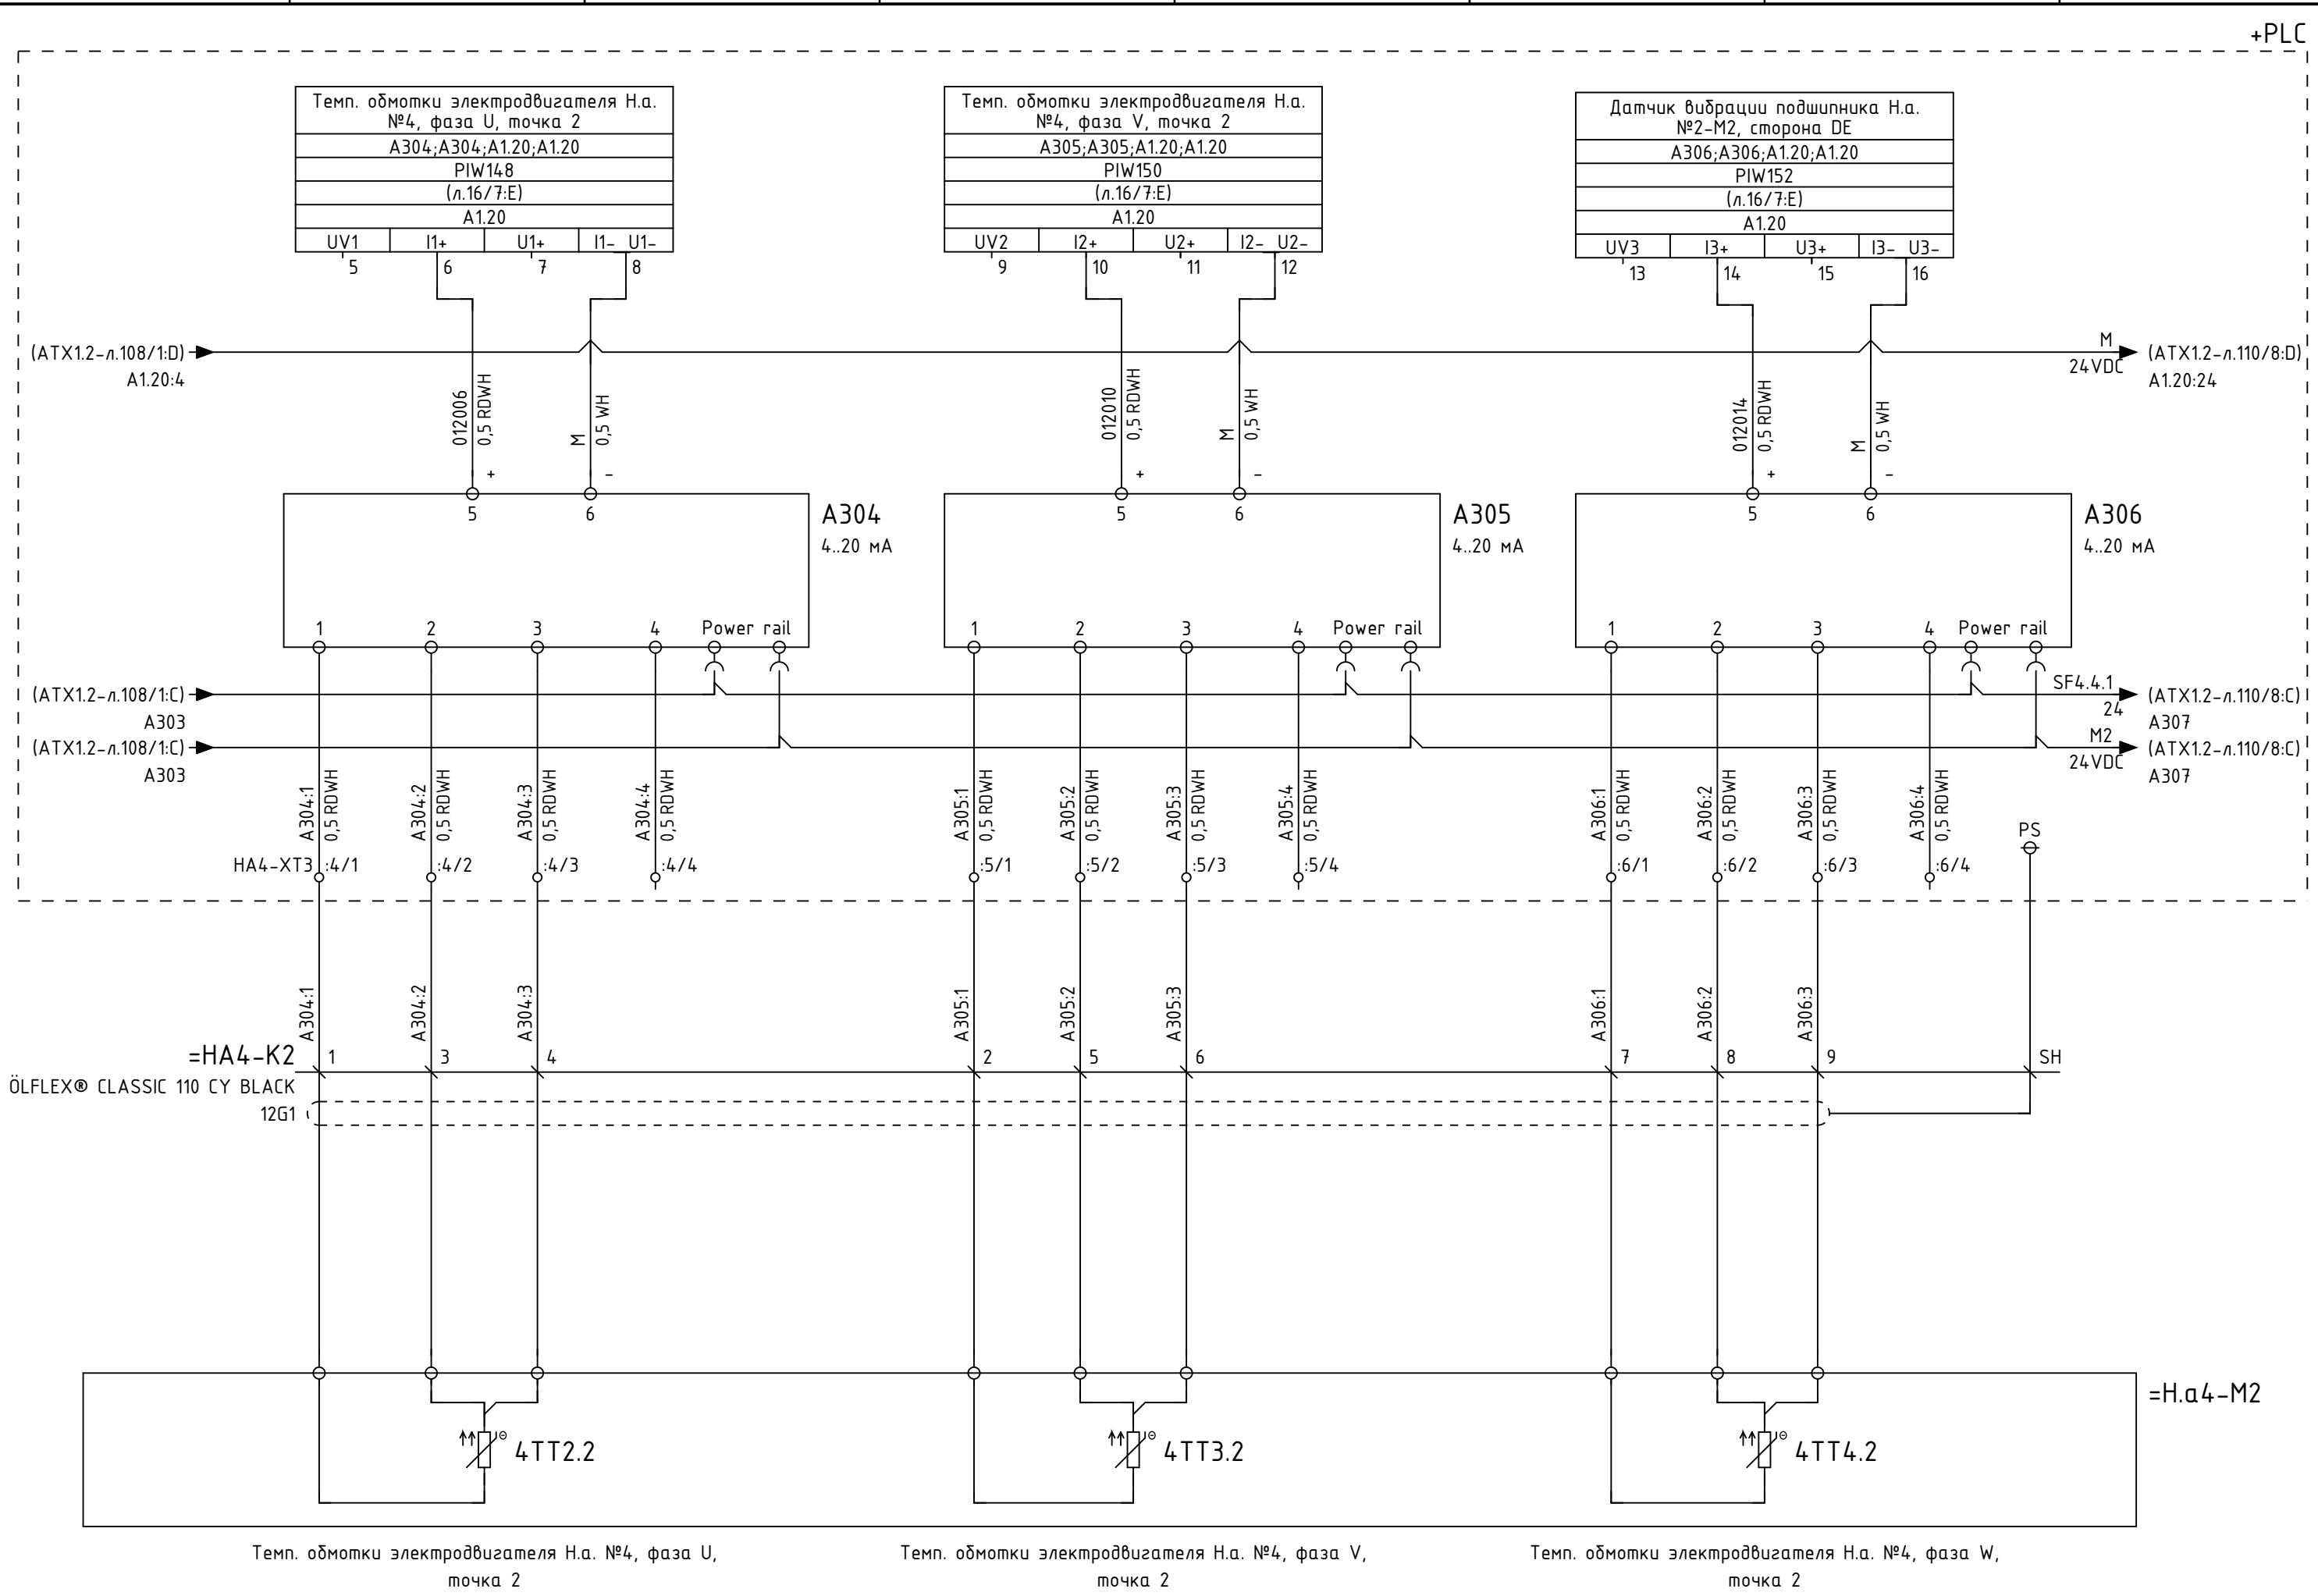 +PLC
Темп. обмотки электродвигателя Н.а.
№4, фаза U, точка 2
A304;A304;A1.20;A1.20
PIW148
(л.16/7:E)
A1.20
UV1 I1+ U1+ I1- U1-
5 6 7 8
Темп. обмотки электродвигателя Н.а.
№4, фаза V, точка 2
A305;A305;A1.20;A1.20
PIW150
(л.16/7:E)
A1.20
UV2 I2+ U2+ I2- U2-
9 10 11 12
Датчик вибрации подшипника Н.а.
№2-М2, сторона DE
A306;A306;A1.20;A1.20
PIW152
(л.16/7:E)
A1.20
UV3 I3+ U3+ I3- U3-
13 14 15 16
(ATX1.2-л.108/1:D)
A1.20:4
M
24VDC
(ATX1.2-л.110/8:D)
A1.20:24
012006
0,5 RDWH
M
0,5 WH
012010
0,5 RDWH
M
0,5 WH
012014
0,5 RDWH
M
0,5 WH
+ -
+ -
+ -
5 6
A304
4..20 мА
5 6
A305
4..20 мА
5 6
A306
4..20 мА
1 2 3 4 Power rail
1 2 3 4 Power rail
1 2 3 4 Power rail
(ATX1.2-л.108/1:C)
A303
SF4.4.1
24
(ATX1.2-л.110/8:C)
A307
(ATX1.2-л.108/1:C)
A303
M2
24VDC
(ATX1.2-л.110/8:C)
A307
A304:1
0,5 RDWH
A304:2
0,5 RDWH
A304:3
0,5 RDWH
A304:4
0,5 RDWH
A305:1
0,5 RDWH
A305:2
0,5 RDWH
A305:3
0,5 RDWH
A305:4
0,5 RDWH
A306:1
0,5 RDWH
A306:2
0,5 RDWH
A306:3
0,5 RDWH
A306:4
0,5 RDWH
PS
HA4-XT3 :4/1 :4/2 :4/3 :4/4 :5/1 :5/2 :5/3 :5/4 :6/1 :6/2 :6/3 :6/4
A304:1
A304:2
A304:3
A305:1
A305:2
A305:3
A306:1
A306:2
A306:3
=HA4-K2 1 3 4 2 5 6 7 8 9 SH
ÖLFLEX® CLASSIC 110 CY BLACK
12G1
=Н.а4-М2
4TT2.2
4TT3.2
4TT4.2
Темп. обмотки электродвигателя Н.а. №4, фаза U,
точка 2
Темп. обмотки электродвигателя Н.а. №4, фаза V,
точка 2
Темп. обмотки электродвигателя Н.а. №4, фаза W,
точка 2